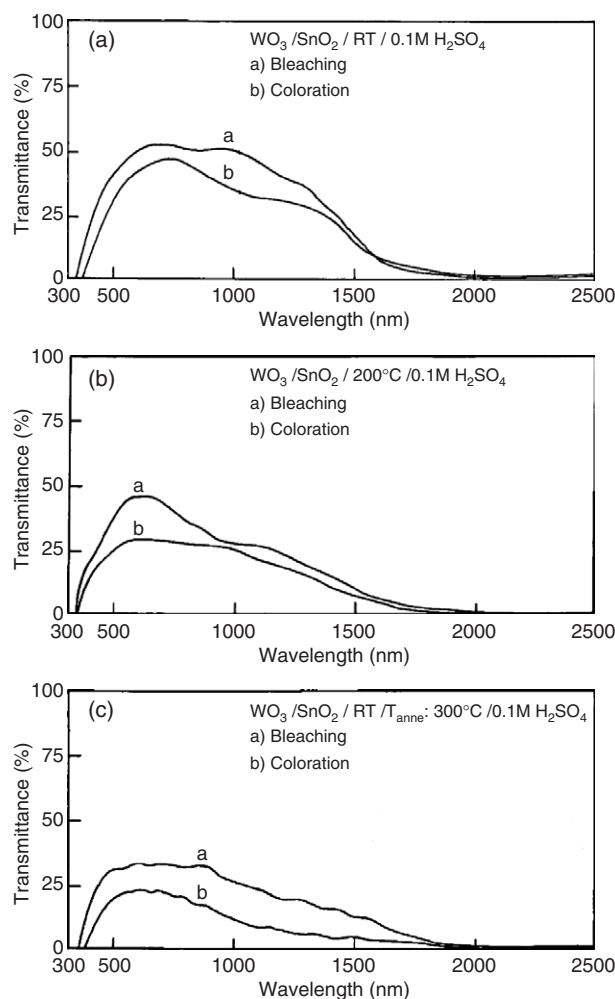 (a)
WO₃ /SnO₂ / RT / 0.1M H₂SO₄
a) Bleaching
b) Coloration
Transmittance (%)
100
75
50
25
0
a
b
300 500 1000 1500 2000 2500
Wavelength (nm)
(b)
WO₃ /SnO₂ / 200°C /0.1M H₂SO₄
a) Bleaching
b) Coloration
Transmittance (%)
100
75
50
25
0
a
b
300 500 1000 1500 2000 2500
Wavelength (nm)
(c)
WO₃ /SnO₂ / RT /Tₐₙₙₑ: 300°C /0.1M H₂SO₄
a) Bleaching
b) Coloration
Transmittance (%)
100
75
50
25
0
a
b
300 500 1000 1500 2000 2500
Wavelength (nm)